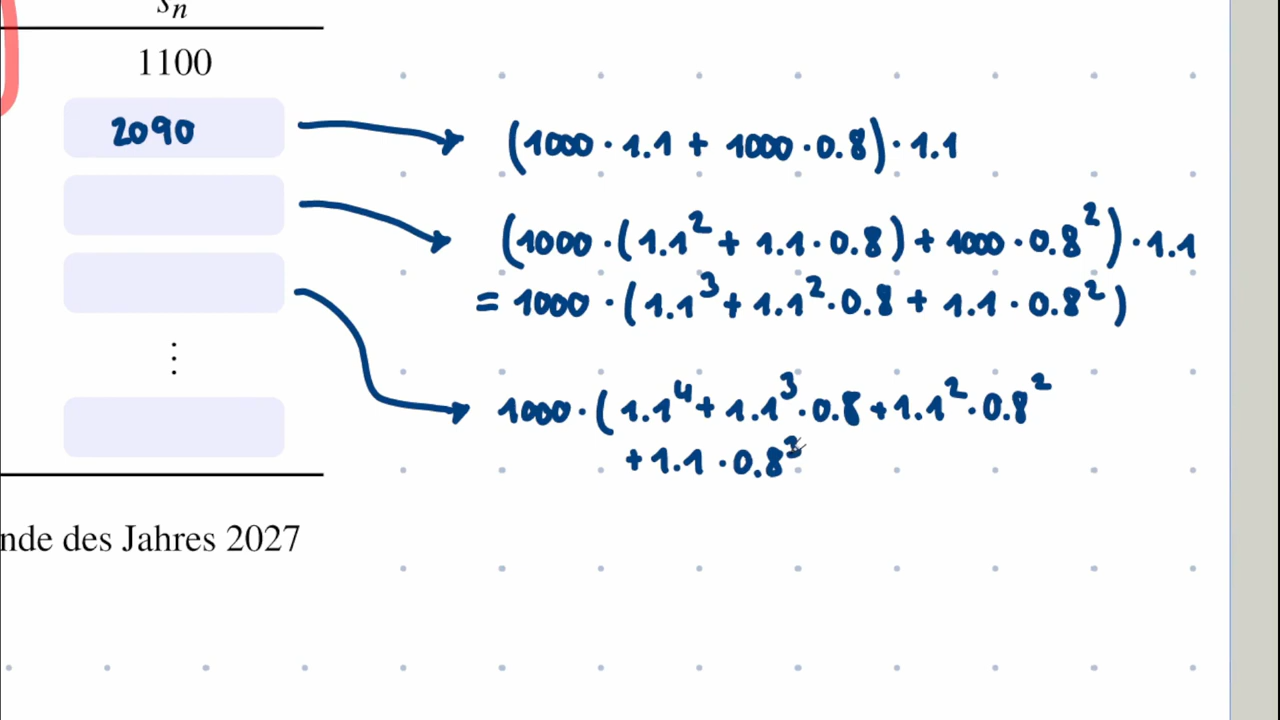 sₙ
1100
2090 (1000 · 1.1 + 1000 · 0.8) · 1.1
(1000 · (1.1² + 1.1 · 0.8) + 1000 · 0.8²) · 1.1
= 1000 · (1.1³ + 1.1² · 0.8 + 1.1 · 0.8²)
⋮
1000 · (1.1⁴ + 1.1³ · 0.8 + 1.1² · 0.8²
+ 1.1 · 0.8³
nde des Jahres 2027